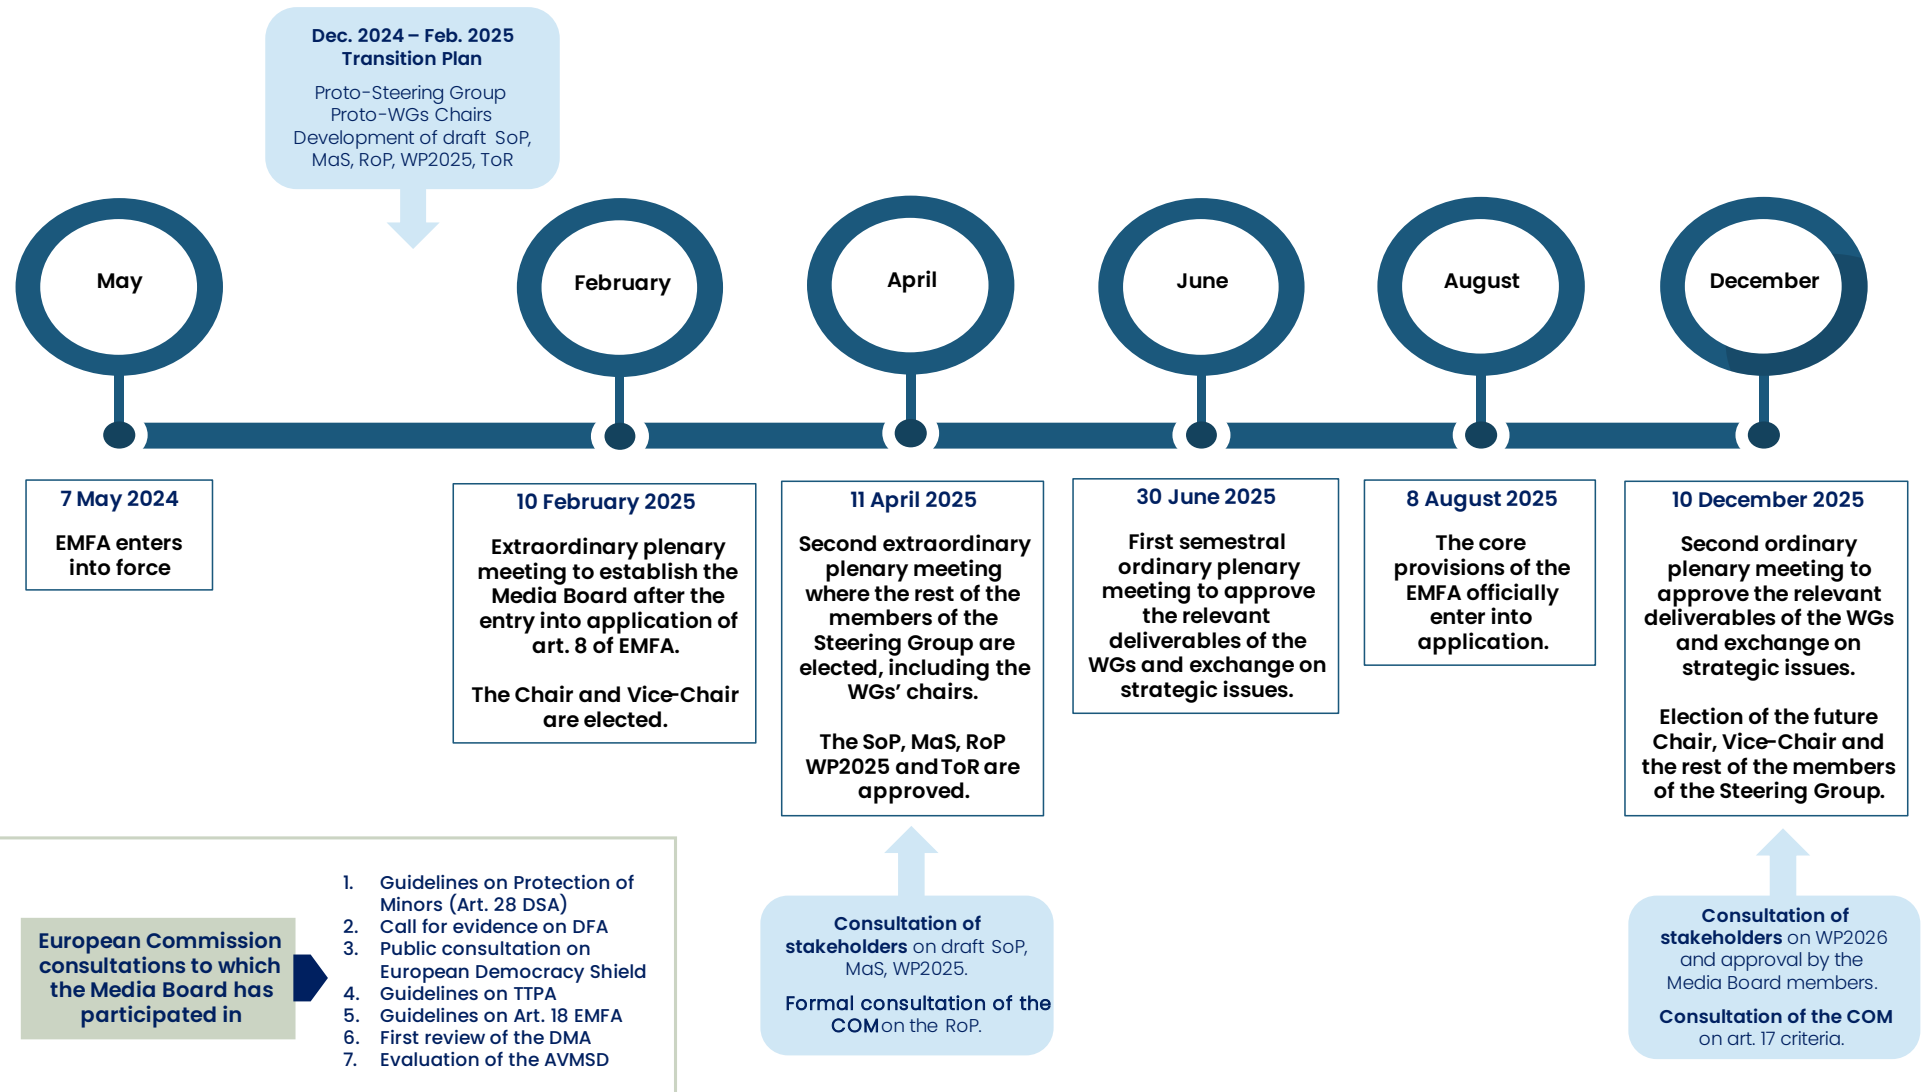 Dec. 2024 – Feb. 2025
Transition Plan
Proto-Steering Group
Proto-WGs Chairs
Development of draft SoP,
MaS, RoP, WP2025, ToR
May
February
April
June
August
December
7 May 2024
EMFA enters
into force
10 February 2025
Extraordinary plenary
meeting to establish the
Media Board after the
entry into application of
art. 8 of EMFA.
The Chair and Vice-Chair
are elected.
11 April 2025
Second extraordinary
plenary meeting
where the rest of the
members of the
Steering Group are
elected, including the
WGs’ chairs.
The SoP, MaS, RoP
WP2025 and ToR are
approved.
30 June 2025
First semestral
ordinary plenary
meeting to approve
the relevant
deliverables of the
WGs and exchange on
strategic issues.
8 August 2025
The core
provisions of the
EMFA officially
enter into
application.
10 December 2025
Second ordinary
plenary meeting to
approve the relevant
deliverables of the WGs
and exchange on
strategic issues.
Election of the future
Chair, Vice-Chair and
the rest of the members
of the Steering Group.
European Commission
consultations to which
the Media Board has
participated in
1. Guidelines on Protection of
Minors (Art. 28 DSA)
2. Call for evidence on DFA
3. Public consultation on
European Democracy Shield
4. Guidelines on TTPA
5. Guidelines on Art. 18 EMFA
6. First review of the DMA
7. Evaluation of the AVMSD
Consultation of
stakeholders on draft SoP,
MaS, WP2025.
Formal consultation of the
COM on the RoP.
Consultation of
stakeholders on WP2026
and approval by the
Media Board members.
Consultation of the COM
on art. 17 criteria.